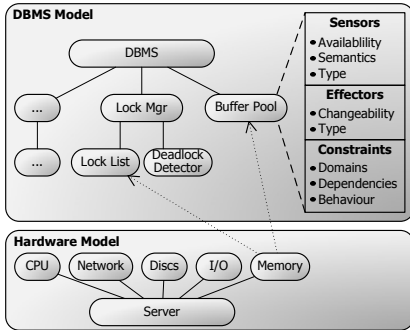 DBMS Model
DBMS
...
Lock Mgr
Buffer Pool
...
Lock List
Deadlock
Detector
Sensors
• Availablility
• Semantics
• Type
Effectors
• Changeability
• Type
Constraints
• Domains
• Dependencies
• Behaviour
Hardware Model
CPU
Network
Discs
I/O
Memory
Server